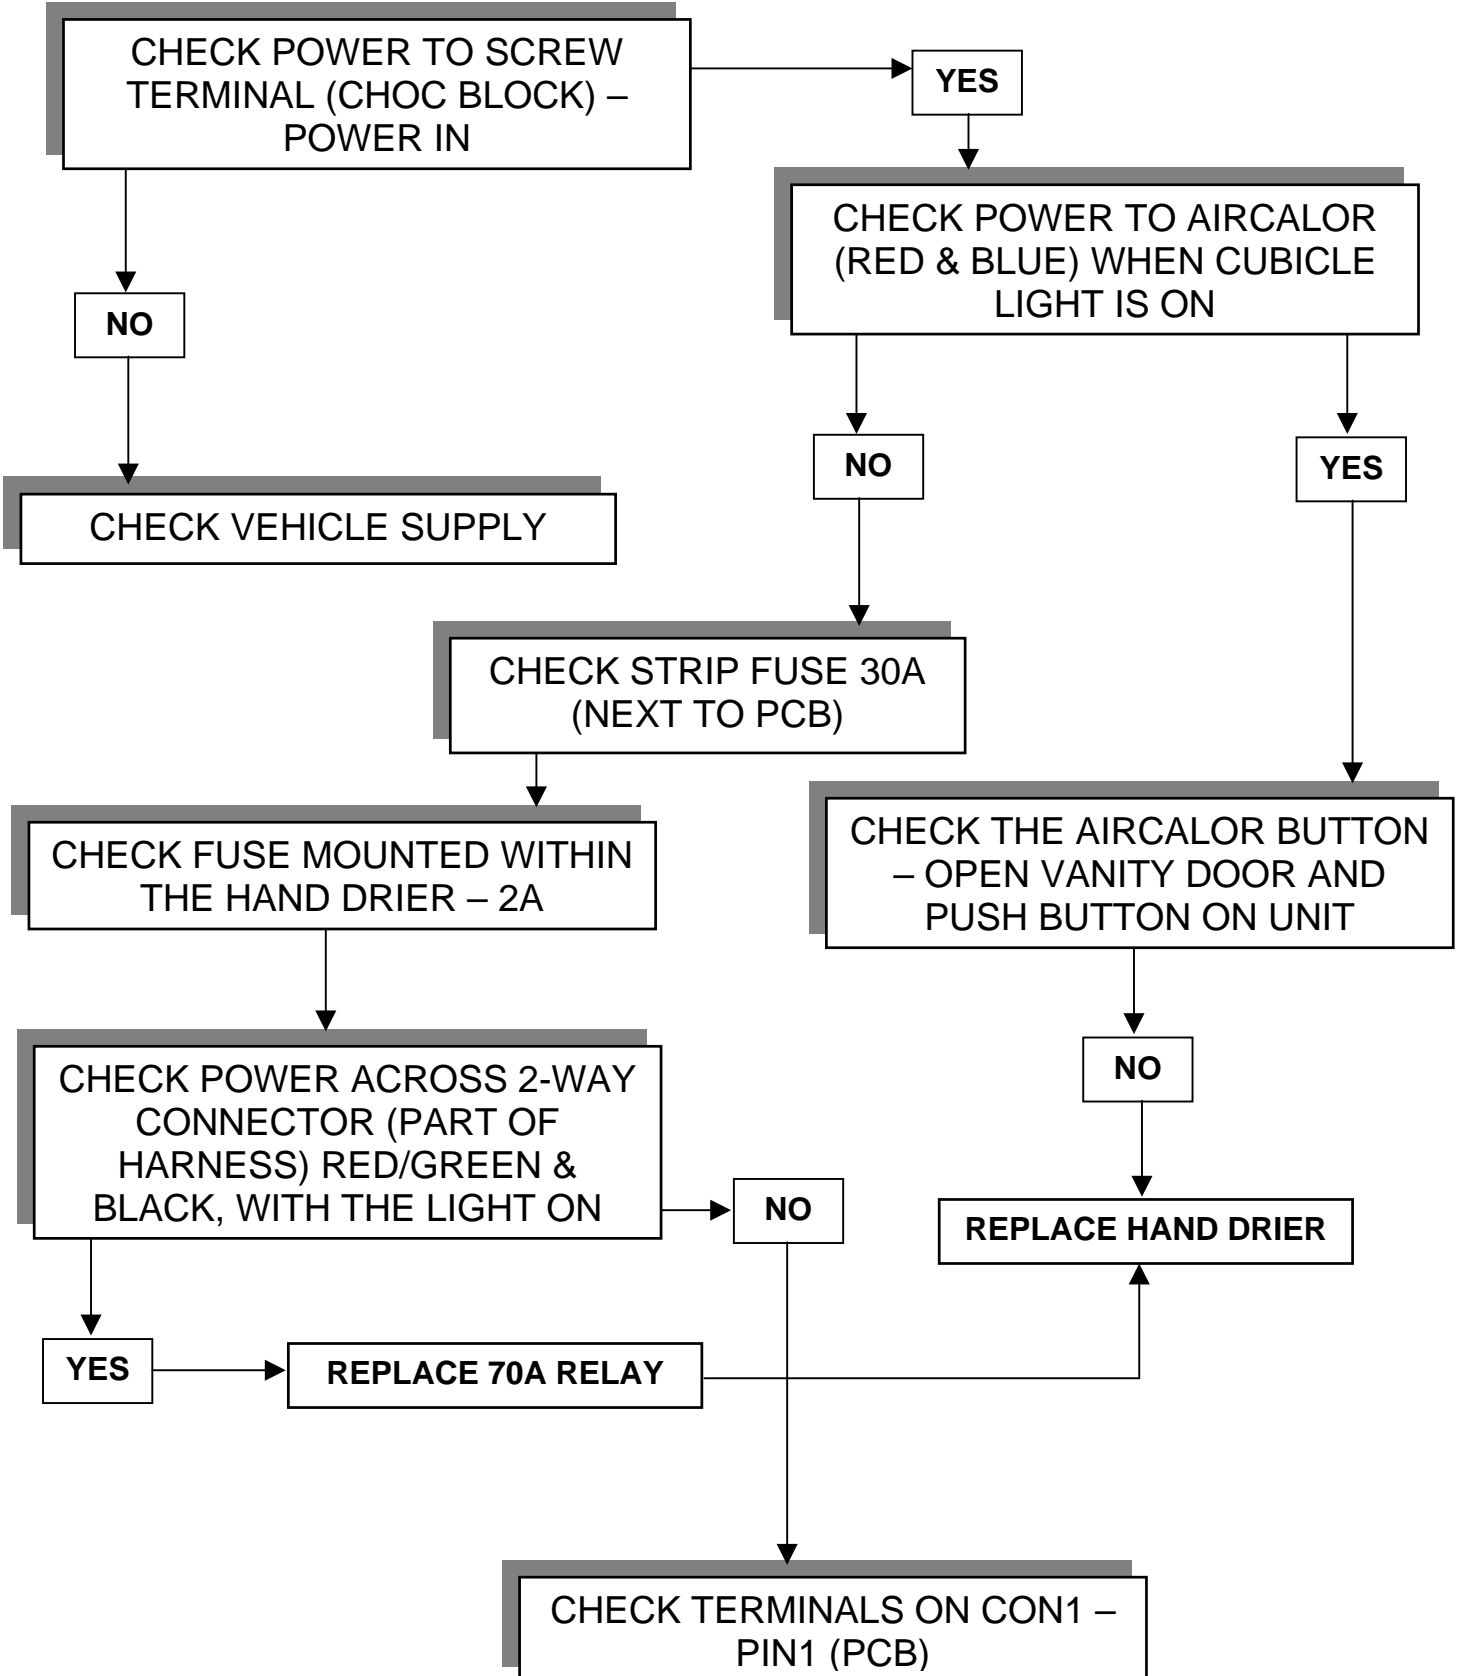 CHECK POWER TO SCREW
TERMINAL (CHOC BLOCK) –
POWER IN
YES
CHECK POWER TO AIRCALOR
(RED & BLUE) WHEN CUBICLE
LIGHT IS ON
NO
NO
YES
CHECK VEHICLE SUPPLY
CHECK STRIP FUSE 30A
(NEXT TO PCB)
CHECK FUSE MOUNTED WITHIN
THE HAND DRIER – 2A
CHECK THE AIRCALOR BUTTON
– OPEN VANITY DOOR AND
PUSH BUTTON ON UNIT
CHECK POWER ACROSS 2-WAY
CONNECTOR (PART OF
HARNESS) RED/GREEN &
BLACK, WITH THE LIGHT ON
NO
NO
REPLACE HAND DRIER
YES
REPLACE 70A RELAY
CHECK TERMINALS ON CON1 –
PIN1 (PCB)